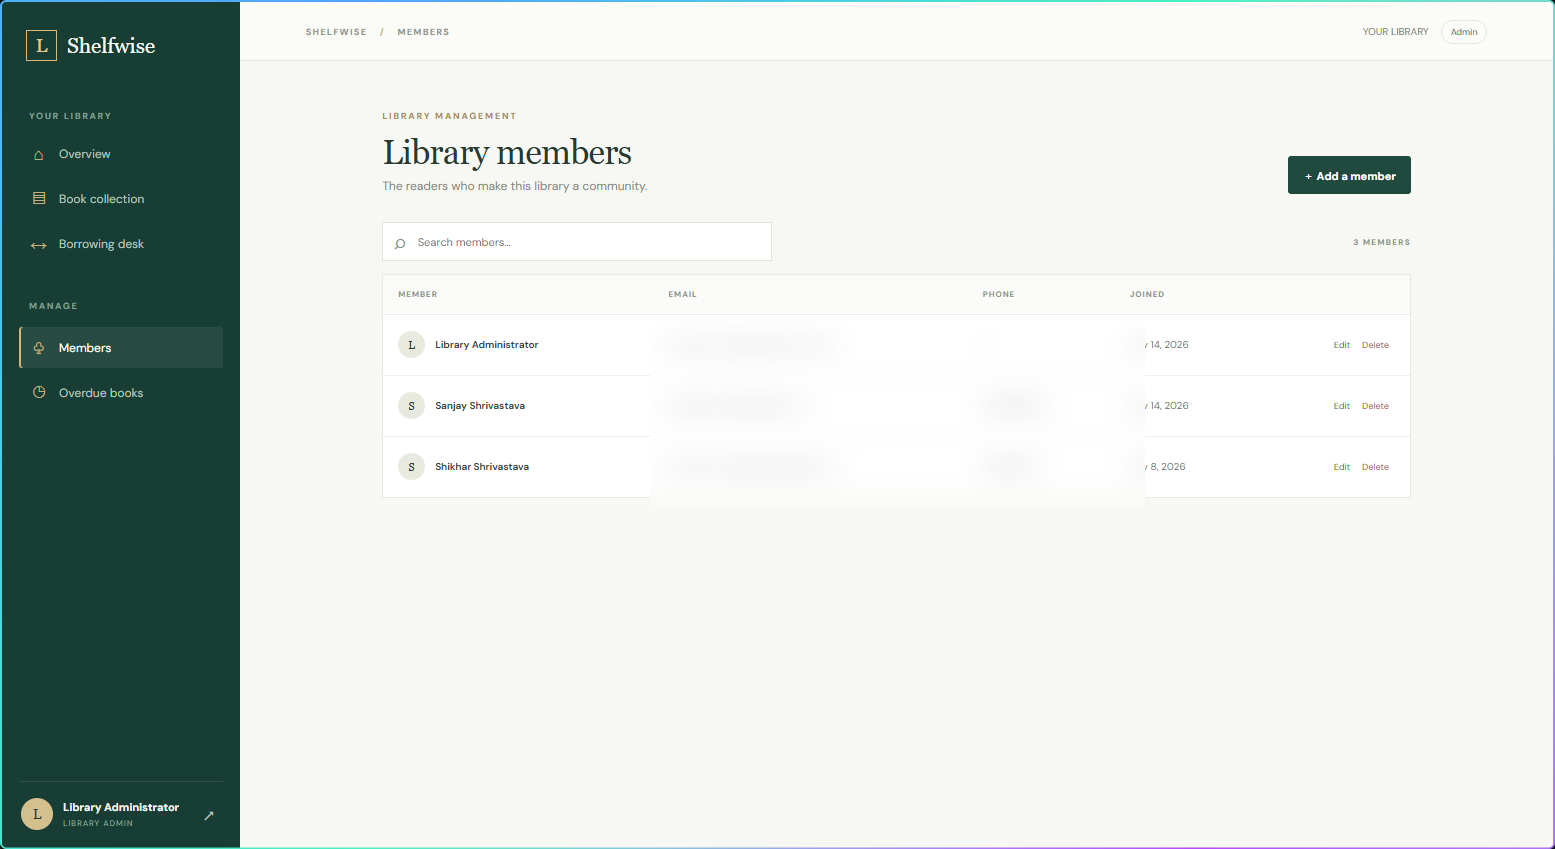 L Shelfwise
YOUR LIBRARY
Overview
Book collection
Borrowing desk
MANAGE
Members
Overdue books
L Library Administrator
LIBRARY ADMIN
SHELFWISE / MEMBERS
YOUR LIBRARY Admin
LIBRARY MANAGEMENT
Library members
The readers who make this library a community.
+ Add a member
Search members...
3 MEMBERS
MEMBER EMAIL PHONE JOINED
L Library Administrator 14, 2026 Edit Delete
S Sanjay Shrivastava 14, 2026 Edit Delete
S Shikhar Shrivastava 8, 2026 Edit Delete